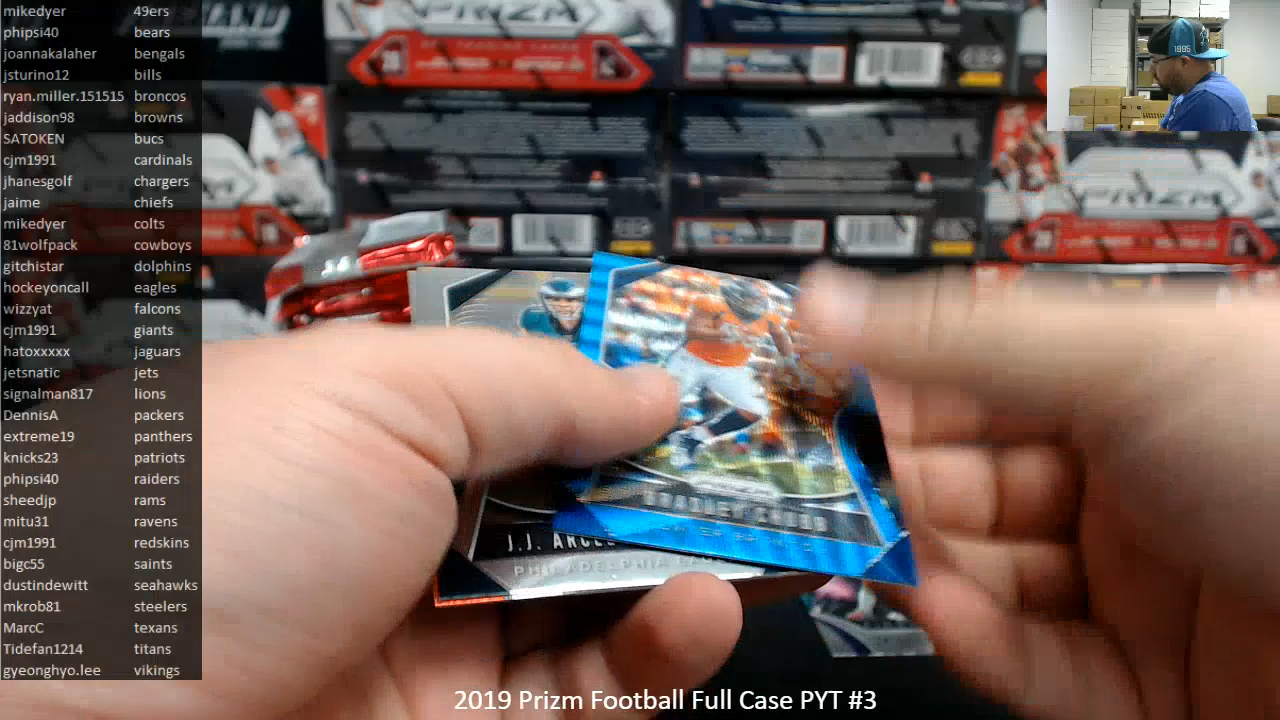 mikedyer 49ers
phipsi40 bears
joannakalaher bengals
jsturino12 bills
ryan.miller.151515 broncos
jaddison98 browns
SATOKEN bucs
cjm1991 cardinals
jhanesgolf chargers
jaime chiefs
mikedyer colts
81wolfpack cowboys
gitchistar dolphins
hockeyoncall eagles
wizzyat falcons
cjm1991 giants
hatoxxxxx jaguars
jetsnatic jets
signalman817 lions
DennisA packers
extreme19 panthers
knicks23 patriots
phipsi40 raiders
sheedjp rams
mitu31 ravens
cjm1991 redskins
bigc55 saints
dustindewitt seahawks
mkrob81 steelers
MarcC texans
Tidefan1214 titans
gyeonghyo.lee vikings
PRIZM
PRIZM
1995
BRADLEY CHUBB
J.J.
PHILADELPHIA
2019 Prizm Football Full Case PYT #3